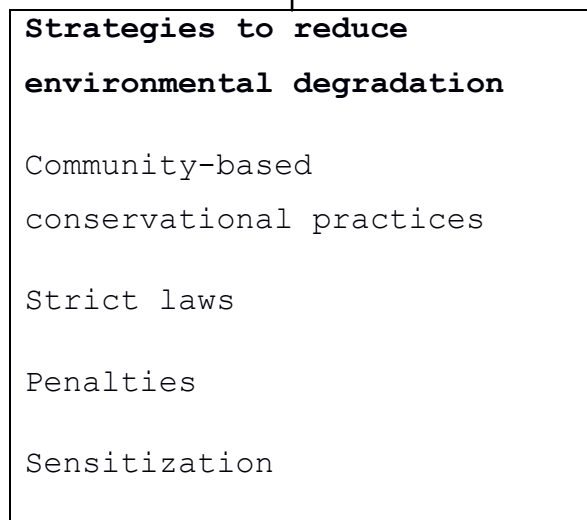 Strategies to reduce
environmental degradation
Community-based
conservational practices
Strict laws
Penalties
Sensitization